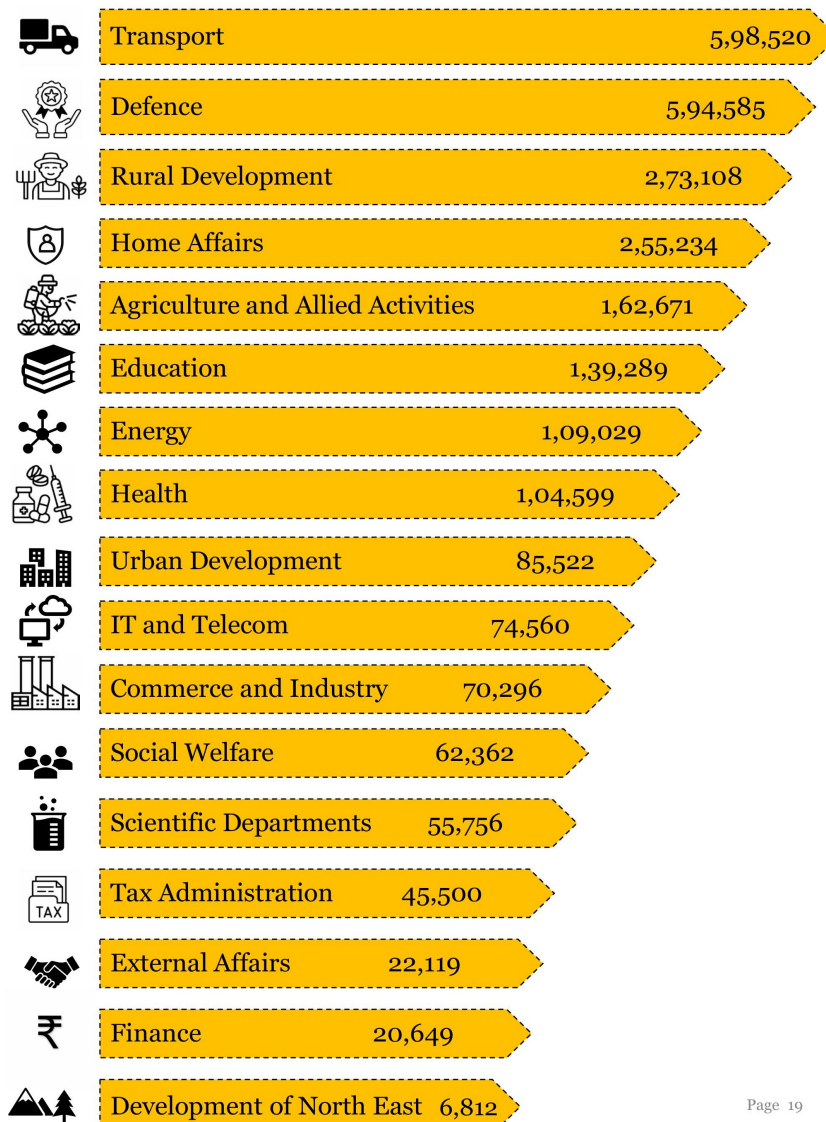 Transport 5,98,520
Defence 5,94,585
Rural Development 2,73,108
Home Affairs 2,55,234
Agriculture and Allied Activities 1,62,671
Education 1,39,289
Energy 1,09,029
Health 1,04,599
Urban Development 85,522
IT and Telecom 74,560
Commerce and Industry 70,296
Social Welfare 62,362
Scientific Departments 55,756
TAX Tax Administration 45,500
External Affairs 22,119
₹ Finance 20,649
Development of North East 6,812
Page 19